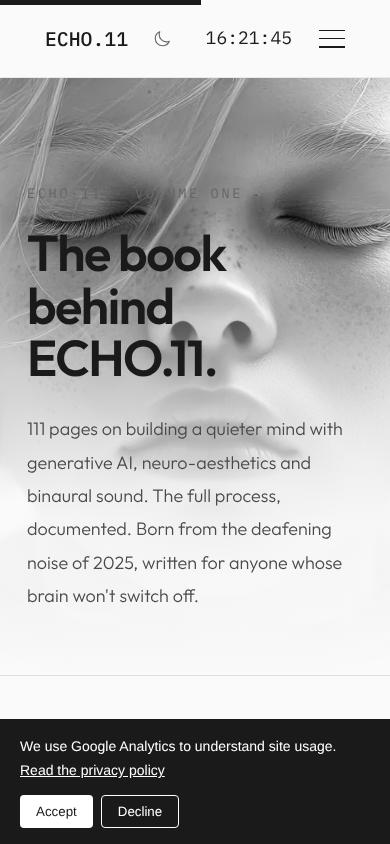 ECHO.11
16:21:45
ECHO.11 — VOLUME ONE
The book
behind
ECHO.11.
111 pages on building a quieter mind with
generative AI, neuro-aesthetics and
binaural sound. The full process,
documented. Born from the deafening
noise of 2025, written for anyone whose
brain won't switch off.
We use Google Analytics to understand site usage.
Read the privacy policy
Accept
Decline